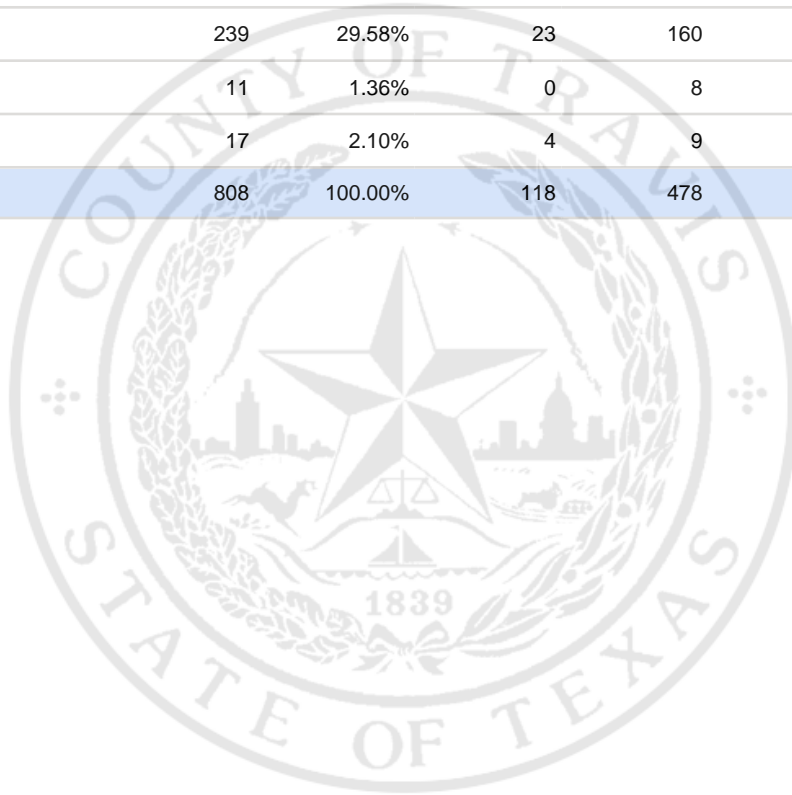 239 29.58% 23 160
11 1.36% 0 8
17 2.10% 4 9
808 100.00% 118 478
COUNTY OF TRAVIS
1839
STATE OF TEXAS